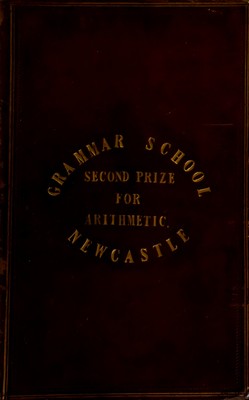 GRAMMAR SCHOOL
SECOND PRIZE
FOR
ARITHMETIC.
NEWCASTLE